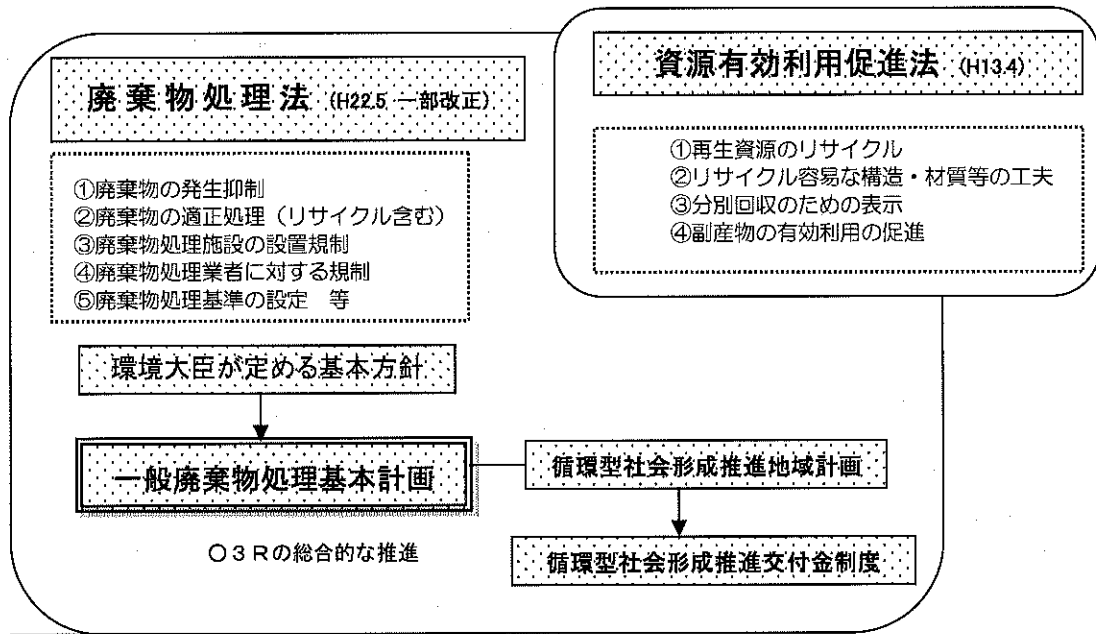 廃棄物処理法 (H22.5 一部改正)
①廃棄物の発生抑制
②廃棄物の適正処理（リサイクル含む）
③廃棄物処理施設の設置規制
④廃棄物処理業者に対する規制
⑤廃棄物処理基準の設定 等
資源有効利用促進法 (H13.4)
①再生資源のリサイクル
②リサイクル容易な構造・材質等の工夫
③分別回収のための表示
④副産物の有効利用の促進
環境大臣が定める基本方針
一般廃棄物処理基本計画
循環型社会形成推進地域計画
○３Ｒの総合的な推進
循環型社会形成推進交付金制度